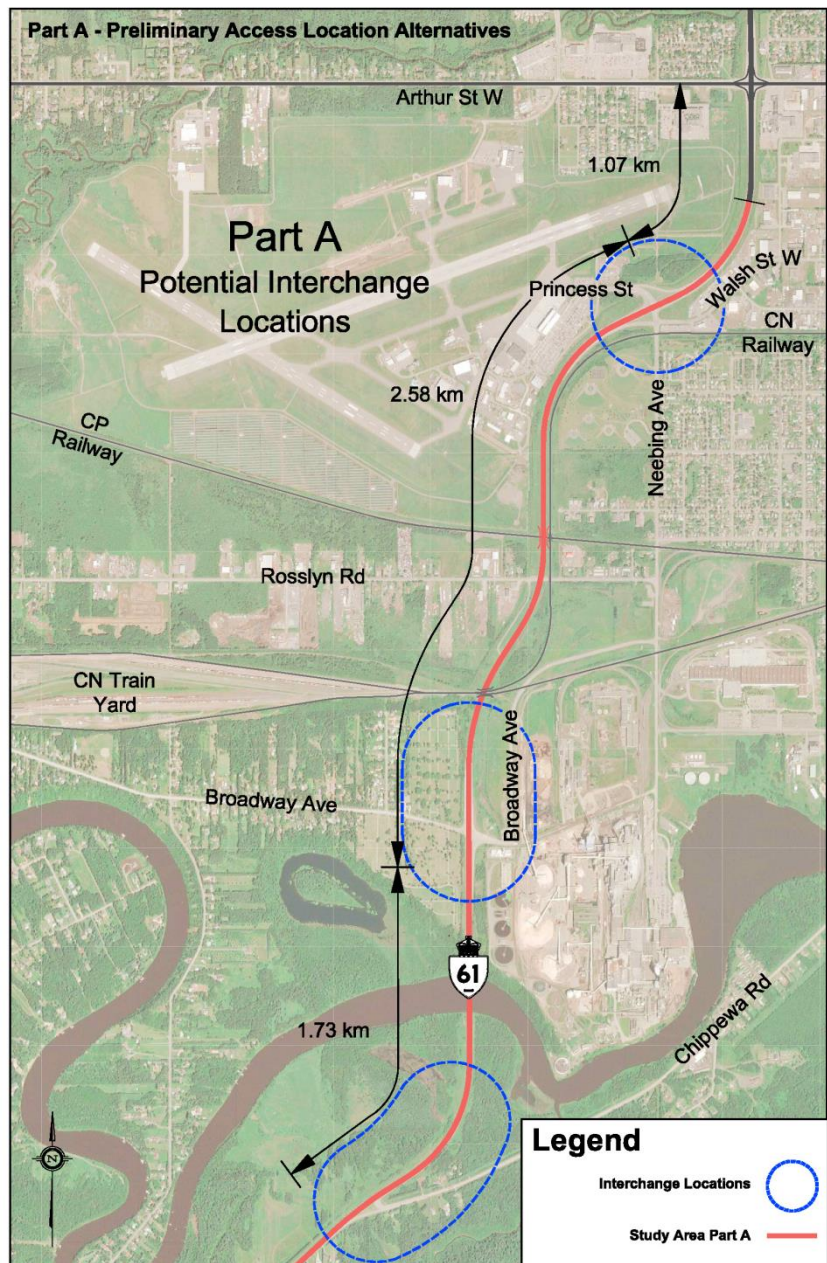 Part A - Preliminary Access Location Alternatives
Arthur St W
1.07 km
Part A
Potential Interchange
Locations
Princess St
Walsh St W
CN
Railway
2.58 km
Neebing Ave
CP
Railway
Rosslyn Rd
CN Train
Yard
Broadway Ave
Broadway Ave
61
1.73 km
Chippewa Rd
N
Legend
Interchange Locations
Study Area Part A